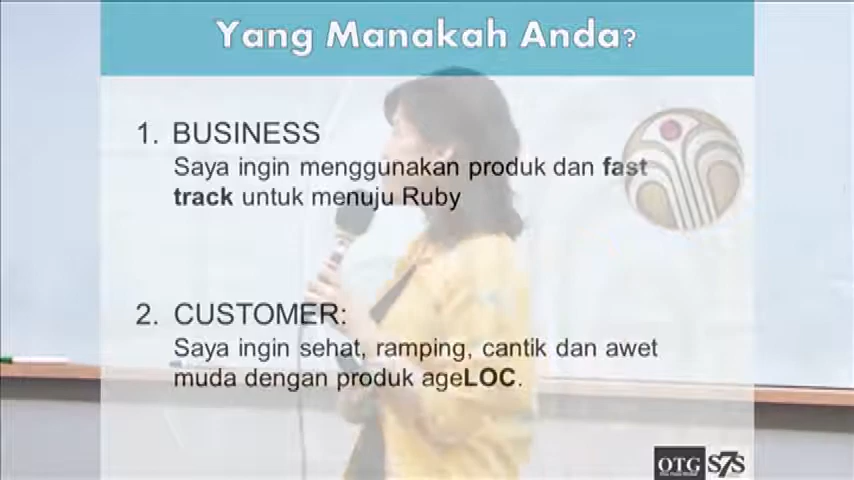 Yang Manakah Anda?
1. BUSINESS
Saya ingin menggunakan produk dan fast
track untuk menuju Ruby
2. CUSTOMER:
Saya ingin sehat, ramping, cantik dan awet
muda dengan produk ageLOC.
OTG S7S